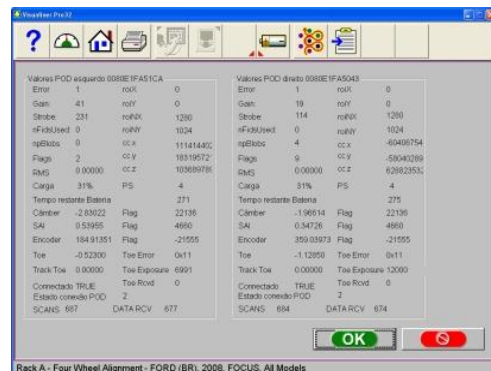 Visualiner Pro32
Valores POD esquerdo 0080E1FA51CA
Error 1 roiX 0
Gain: 41 roiY 0
Strobe: 231 roiNX 1280
nFidsUsed: 0 roiNY 1024
npBlobs 0 cc.x 111414402
Flags 2 cc.y 18319572
RMS 0.00000 cc.z 103689789
Carga 31% PS 4
Tempo restante Bateria 271
Câmber -2.83022 Flag 22136
SAI 0.53955 Flag 4660
Encoder 184.91351 Flag -21555
Toe -0.52300 Toe Error 0x11
Track Toe 0.00000 Toe Exposure 6991
Connectado TRUE Toe Rcvd 0
Estado conexão POD 2
SCANS 687 DATA RCV 677
Valores POD direito 0080E1FA5043
Error 1 roiX 0
Gain: 19 roiY 0
Strobe: 114 roiNX 1280
nFidsUsed: 0 roiNY 1024
npBlobs 4 cc.x -60406754
Flags 9 cc.y -58040289
RMS 0.00000 cc.z 62882353
Carga 31% PS 4
Tempo restante Bateria 275
Câmber -1.96614 Flag 22136
SAI 0.34726 Flag 4660
Encoder 359.03973 Flag -21555
Toe -1.12850 Toe Error 0x11
Track Toe 0.00000 Toe Exposure 12000
Connectado TRUE Toe Rcvd 0
Estado conexão POD 2
SCANS 684 DATA RCV 674
OK
Rack A - Four Wheel Alignment - FORD (BR), 2008, FOCUS, All Models